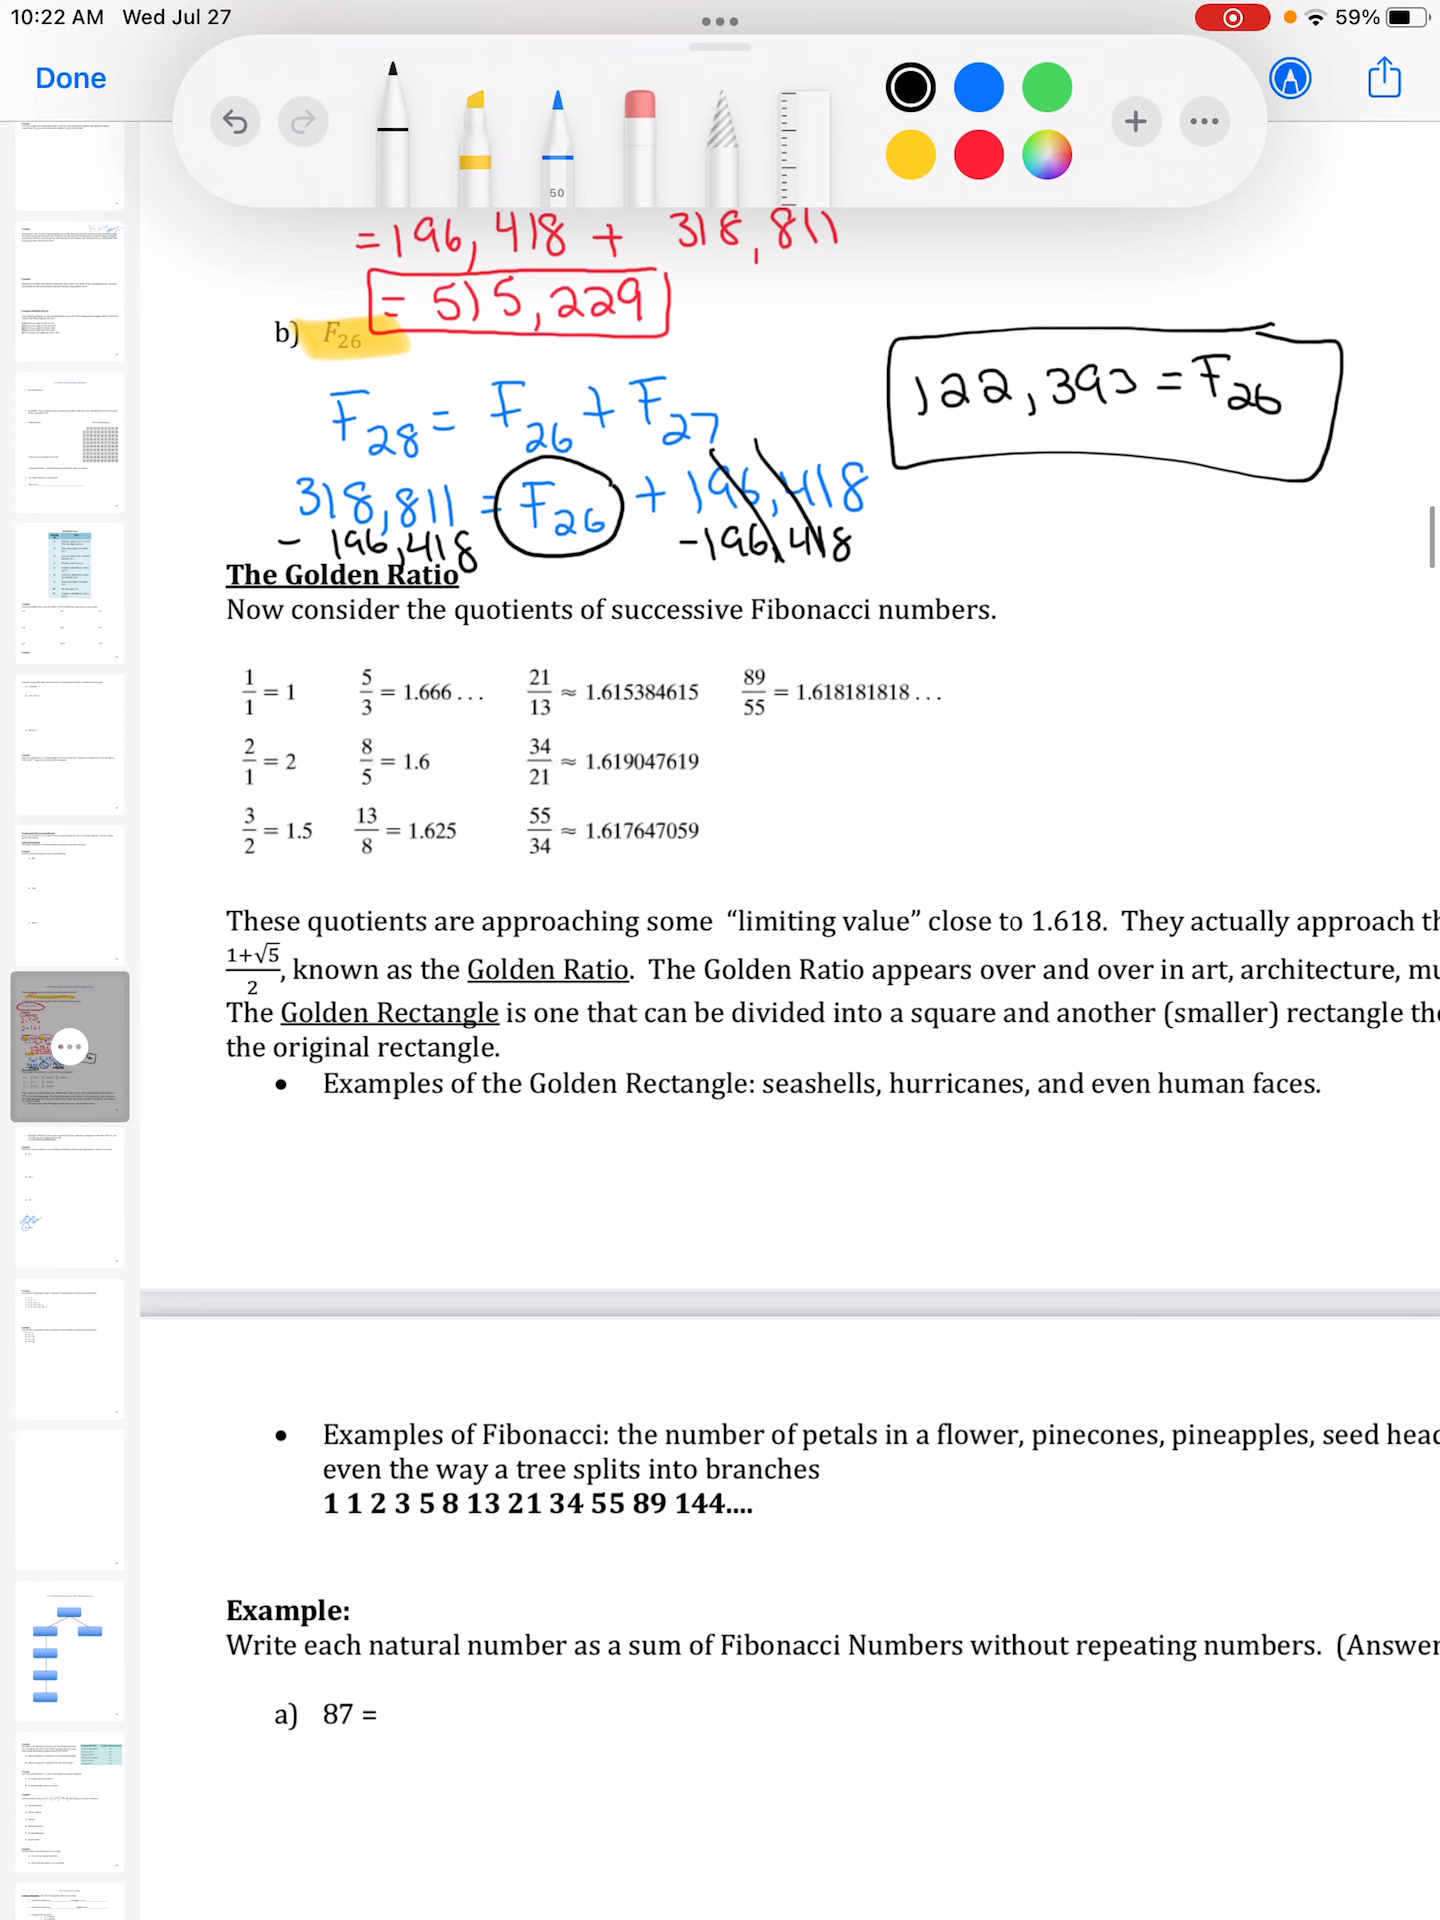 10:22 AM Wed Jul 27
59%
Done
50
=196,418 + 318,811
= 515,229
b) F26
122,393 = F26
F28 = F26 + F27
318,811 = F26 + 196,418
- 196,418 -196,418
The Golden Ratio
Now consider the quotients of successive Fibonacci numbers.
1/1 = 1 5/3 = 1.666 . . . 21/13 ≈ 1.615384615 89/55 = 1.618181818 . . .
2/1 = 2 8/5 = 1.6 34/21 ≈ 1.619047619
3/2 = 1.5 13/8 = 1.625 55/34 ≈ 1.617647059
These quotients are approaching some “limiting value” close to 1.618. They actually approach th
(1+√5)/2, known as the Golden Ratio. The Golden Ratio appears over and over in art, architecture, mu
The Golden Rectangle is one that can be divided into a square and another (smaller) rectangle the
the original rectangle.
• Examples of the Golden Rectangle: seashells, hurricanes, and even human faces.
• Examples of Fibonacci: the number of petals in a flower, pinecones, pineapples, seed head
even the way a tree splits into branches
1 1 2 3 5 8 13 21 34 55 89 144....
Example:
Write each natural number as a sum of Fibonacci Numbers without repeating numbers. (Answer
a) 87 =